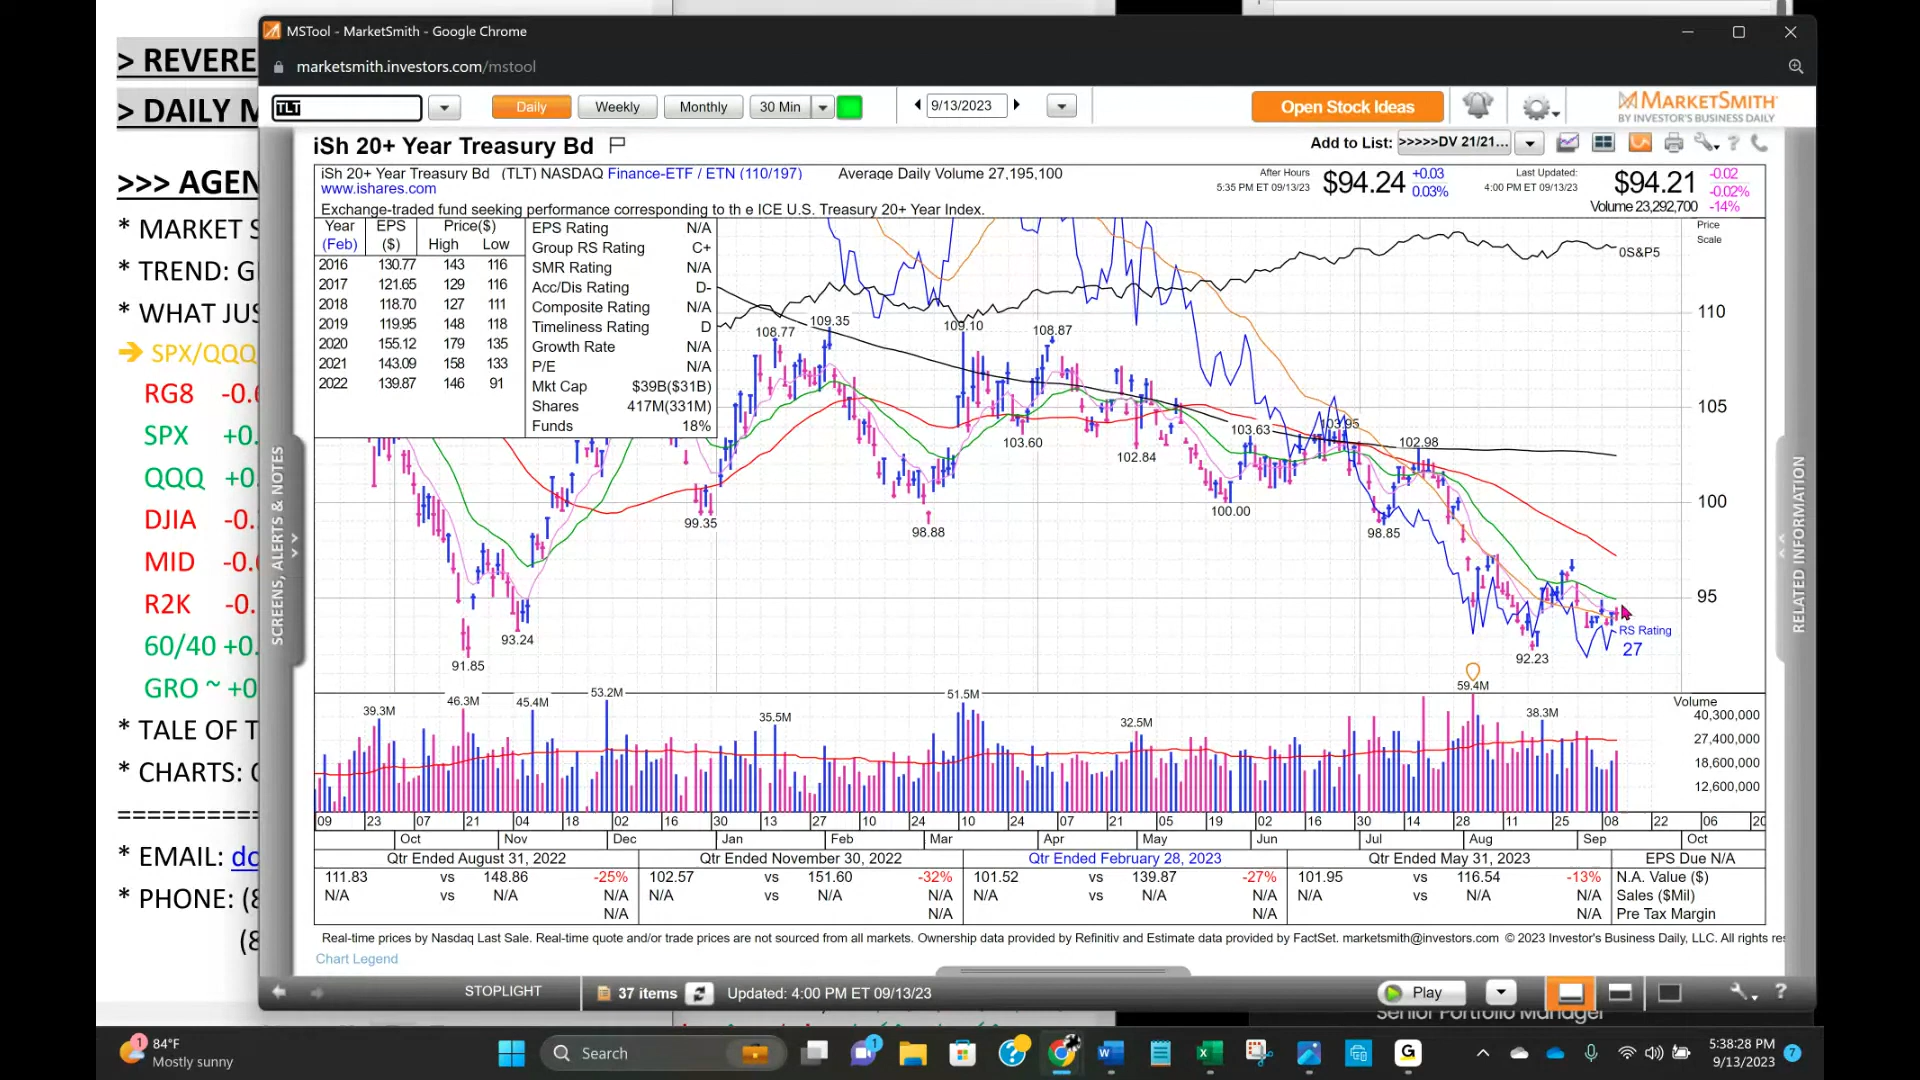 MSTool - MarketSmith - Google Chrome
marketsmith.investors.com/mstool
> REVERE
> DAILY M
>>> AGEN
* MARKET S
* TREND: G
* WHAT JUS
SPX/QQQ
RG8 -0.
SPX +0.
QQQ +0.
DJIA -0.
MID -0.
R2K -0.
60/40 +0.
GRO ~ +0
* TALE OF T
* CHARTS: 
==========
* EMAIL: do
* PHONE: (8
(8
TLT
Daily
Weekly
Monthly
30 Min
9/13/2023
Open Stock Ideas
MARKETSMITH
BY INVESTOR'S BUSINESS DAILY
iSh 20+ Year Treasury Bd
Add to List: >>>>>DV 21/21...
iSh 20+ Year Treasury Bd (TLT) NASDAQ Finance-ETF / ETN (110/197) Average Daily Volume 27,195,100
www.ishares.com
Exchange-traded fund seeking performance corresponding to th e ICE U.S. Treasury 20+ Year Index.
After Hours
5:35 PM ET 09/13/23
$94.24
+0.03
0.03%
Last Updated:
4:00 PM ET 09/13/23
$94.21
-0.02
-0.02%
Volume 23,292,700 -14%
Year EPS Price($)
(Feb) ($) High Low
2016 130.77 143 116
2017 121.65 129 116
2018 118.70 127 111
2019 119.95 148 118
2020 155.12 179 135
2021 143.09 158 133
2022 139.87 146 91
EPS Rating N/A
Group RS Rating C+
SMR Rating N/A
Acc/Dis Rating D-
Composite Rating N/A
Timeliness Rating D
Growth Rate N/A
P/E N/A
Mkt Cap $39B($31B)
Shares 417M(331M)
Funds 18%
Price
Scale
0S&P5
110
105
100
95
108.77
109.35
109.10
108.87
103.60
102.84
103.63
103.95
102.98
99.35
98.88
100.00
98.85
93.24
91.85
92.23
RS Rating
27
39.3M
46.3M
45.4M
53.2M
35.5M
51.5M
32.5M
59.4M
38.3M
Volume
40,300,000
27,400,000
18,600,000
12,600,000
09 23 07 21 04 18 02 16 30 13 27 10 24 10 24 07 21 05 19 02 16 30 14 28 11 25 08 22 06 20
Oct Nov Dec Jan Feb Mar Apr May Jun Jul Aug Sep Oct
Qtr Ended August 31, 2022 Qtr Ended November 30, 2022 Qtr Ended February 28, 2023 Qtr Ended May 31, 2023 EPS Due N/A
111.83 vs 148.86 -25% 102.57 vs 151.60 -32% 101.52 vs 139.87 -27% 101.95 vs 116.54 -13% N.A. Value ($)
N/A vs N/A N/A N/A vs N/A N/A N/A vs N/A N/A N/A vs N/A N/A Sales ($Mil)
N/A N/A N/A N/A Pre Tax Margin
Real-time prices by Nasdaq Last Sale. Real-time quote and/or trade prices are not sourced from all markets. Ownership data provided by Refinitiv and Estimate data provided by FactSet. marketsmith@investors.com © 2023 Investor's Business Daily, LLC. All rights res
Chart Legend
SCREENS, ALERTS & NOTES
RELATED INFORMATION
STOPLIGHT
37 items
Updated: 4:00 PM ET 09/13/23
Play
Senior Portfolio Manager
84°F
Mostly sunny
Search
5:38:28 PM
9/13/2023